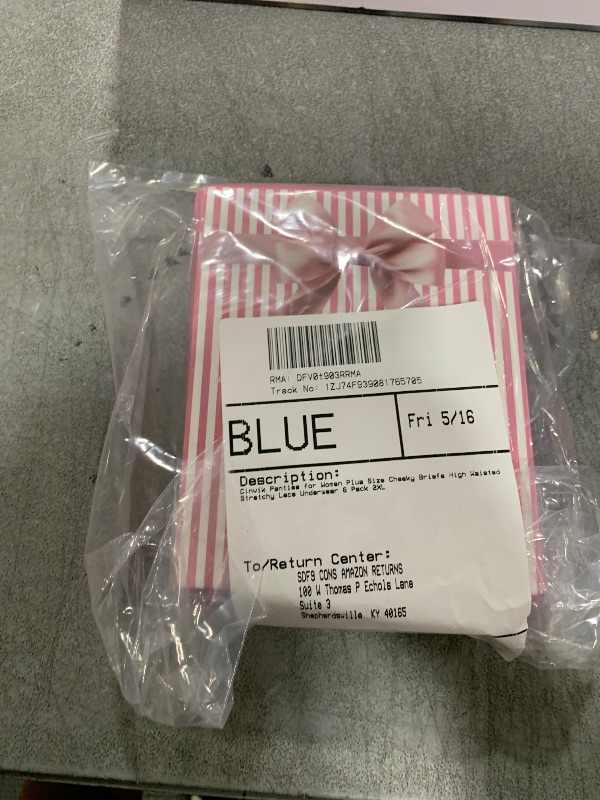 RMA: DFV0t903RRMA
Track No: 1ZJ74F939081765705
BLUE
Fri 5/16
Description:
Cinvik Panties for Women Plus Size Cheeky Briefs High Waisted
Stretchy Lace Underwear 6 Pack 2XL
To/Return Center:
SDF9 CONS AMAZON RETURNS
100 W Thomas P Echols Lane
Suite 3
Shepherdsville KY 40165